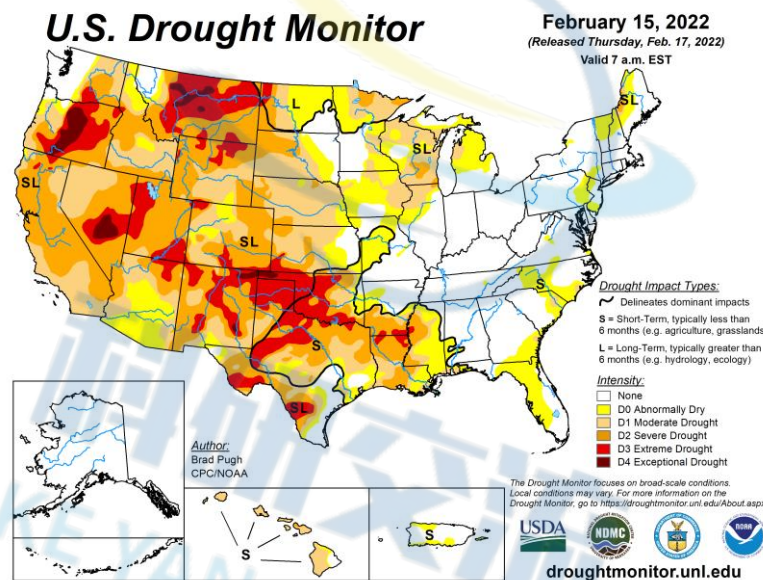 U.S. Drought Monitor
February 15, 2022
(Released Thursday, Feb. 17, 2022)
Valid 7 a.m. EST
L
SL
SL
SL
SL
S
S
SL
Drought Impact Types:
Delineates dominant impacts
S = Short-Term, typically less than
6 months (e.g. agriculture, grasslands
L = Long-Term, typically greater than
6 months (e.g. hydrology, ecology)
Intensity:
None
D0 Abnormally Dry
D1 Moderate Drought
D2 Severe Drought
D3 Extreme Drought
D4 Exceptional Drought
Author:
Brad Pugh
CPC/NOAA
S
S
The Drought Monitor focuses on broad-scale conditions.
Local conditions may vary. For more information on the
Drought Monitor, go to https://droughtmonitor.unl.edu/About.aspx
USDA
NDMC
NOAA
droughtmonitor.unl.edu